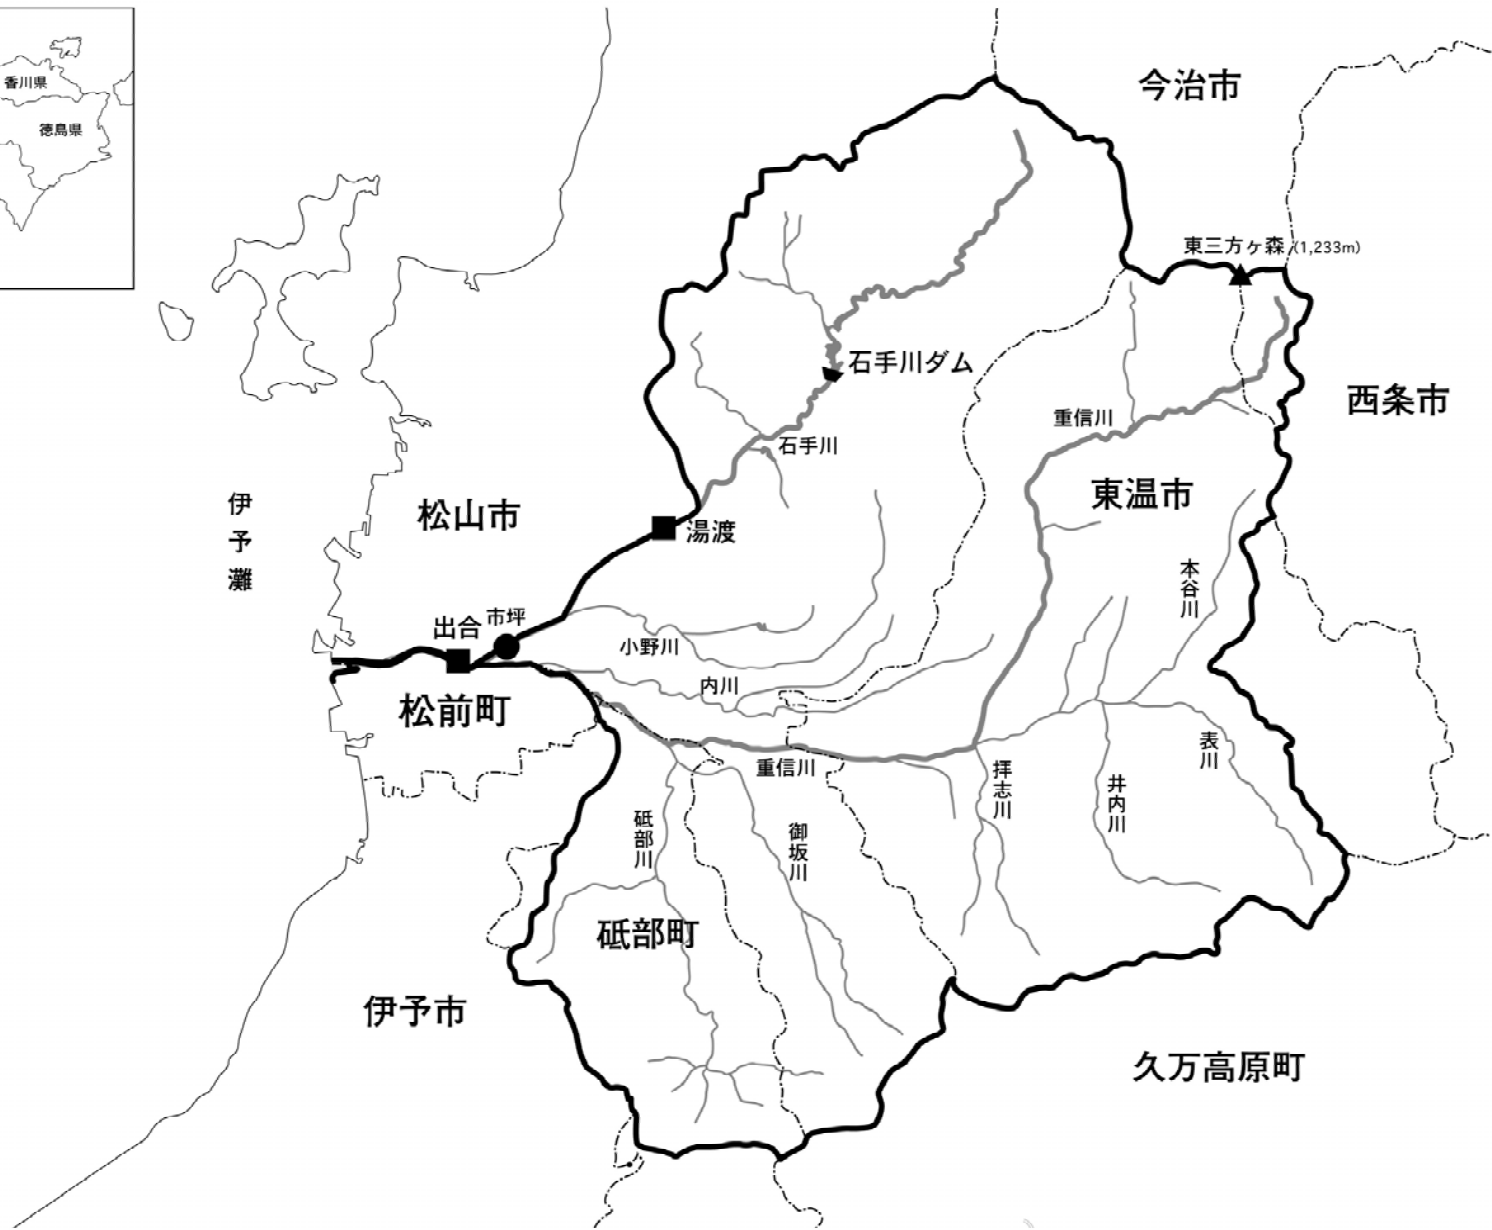 香川県
徳島県
今治市
東三方ヶ森 (1,233m)
石手川ダム
西条市
重信川
石手川
東温市
伊予灘
松山市
湯渡
本谷川
市坪
出合
小野川
内川
松前町
表川
重信川
拝志川
井内川
砥部川
御坂川
砥部町
伊予市
久万高原町